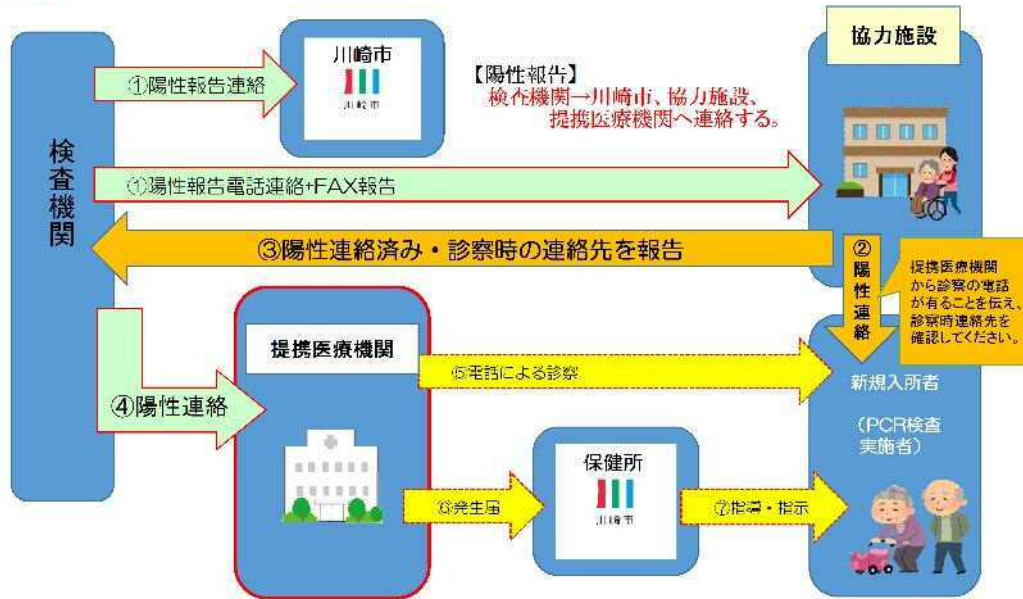 検査機関
①陽性報告連絡
川崎市
川崎市
【陽性報告】
検査機関→川崎市、協力施設、
提携医療機関へ連絡する。
協力施設
①陽性報告電話連絡+FAX報告
③陽性連絡済み・診察時の連絡先を報告
②陽性連絡
提携医療機関
から診察の電話
が有ることを伝え、
診察時連絡先を
確認してください。
④陽性連絡
提携医療機関
⑤電話による診察
新規入所者
（PCR検査
実施者）
⑥発生届
保健所
川崎市
⑦指導・指示